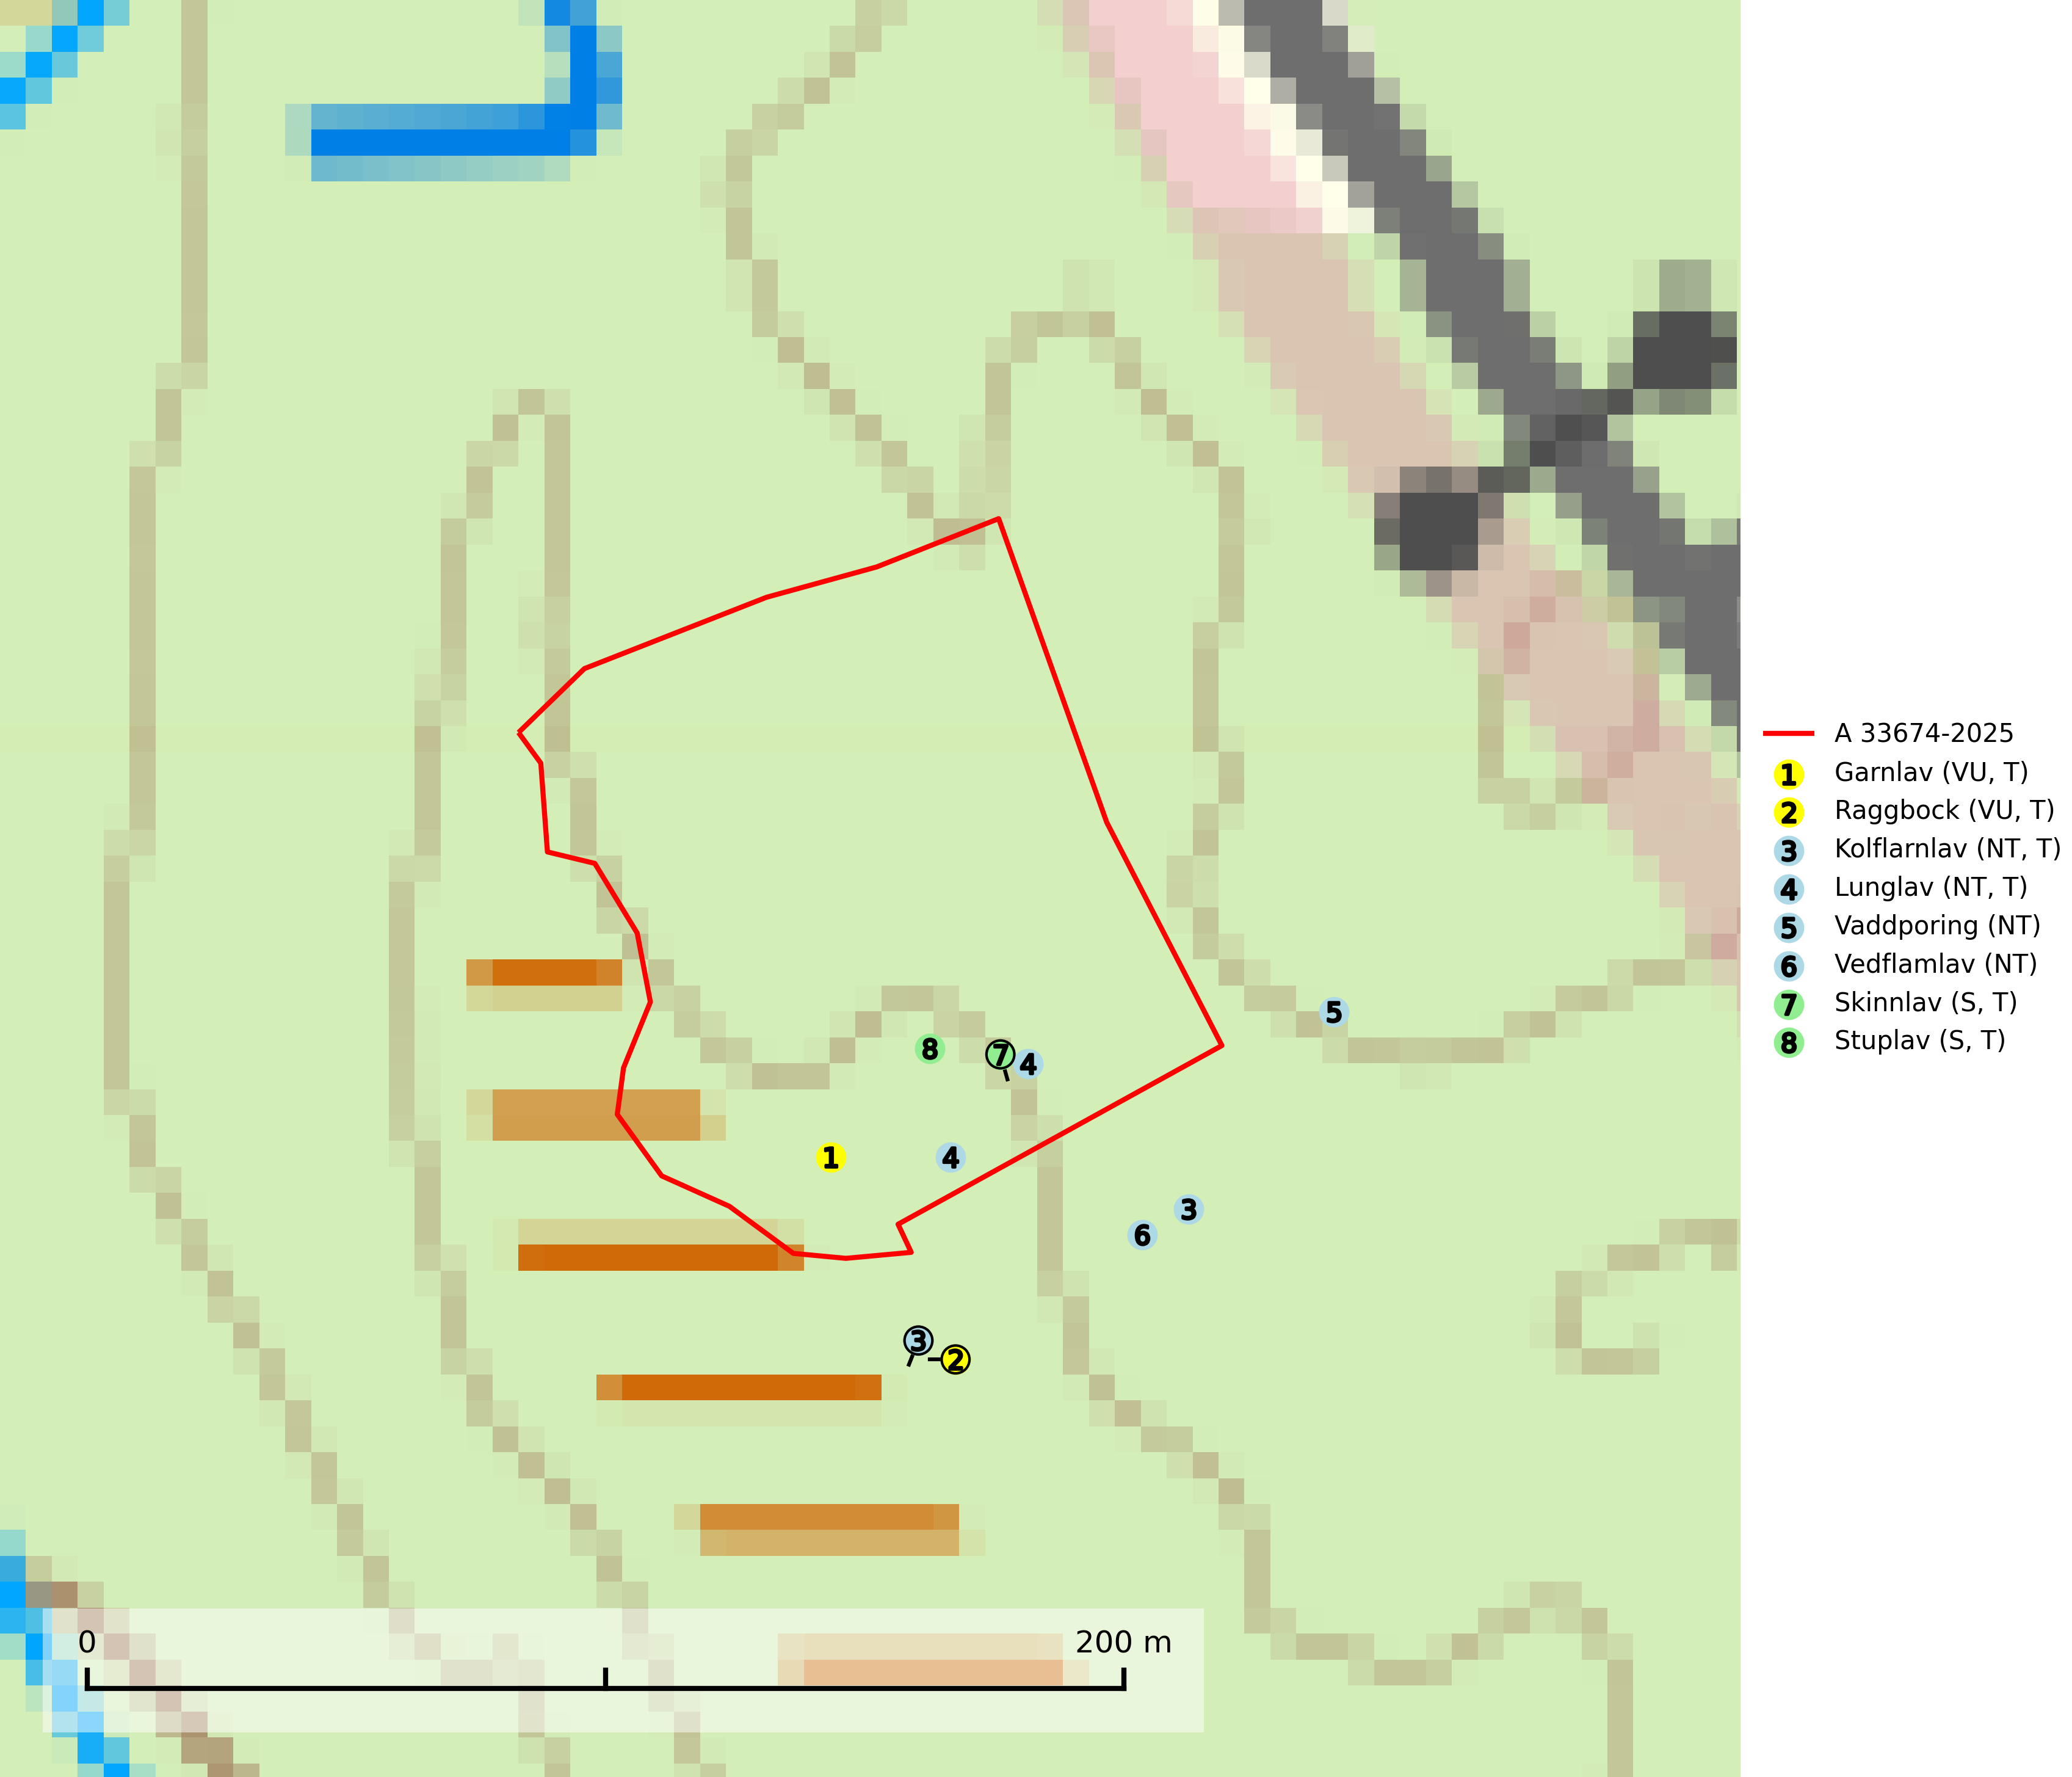 8
7
4
5
1
4
3
6
3
2
0
200 m
A 33674-2025
1 Garnlav (VU, T)
2 Raggbock (VU, T)
3 Kolflarnlav (NT, T)
4 Lunglav (NT, T)
5 Vaddporing (NT)
6 Vedflamlav (NT)
7 Skinnlav (S, T)
8 Stuplav (S, T)